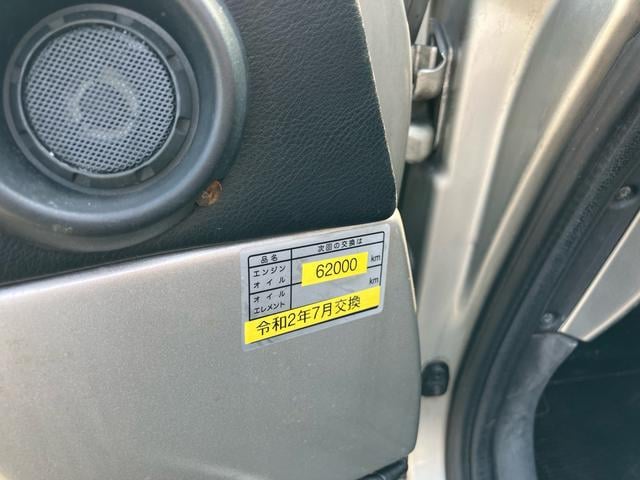 品名 次回の交換は
エンジンオイル 62000 km
オイルエレメント km
令和2年7月交換